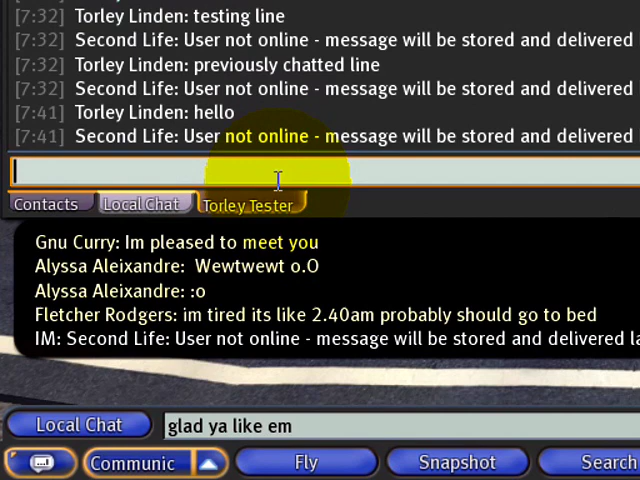 [7:32] Torley Linden: testing line
[7:32] Second Life: User not online - message will be stored and delivered
[7:32] Torley Linden: previously chatted line
[7:32] Second Life: User not online - message will be stored and delivered
[7:41] Torley Linden: hello
[7:41] Second Life: User not online - message will be stored and delivered
Contacts Local Chat Torley Tester
Gnu Curry: Im pleased to meet you
Alyssa Aleixandre: Wewtwewt o.O
Alyssa Aleixandre: :o
Fletcher Rodgers: im tired its like 2.40am probably should go to bed
IM: Second Life: User not online - message will be stored and delivered la
Local Chat glad ya like em
Communic Fly Snapshot Search